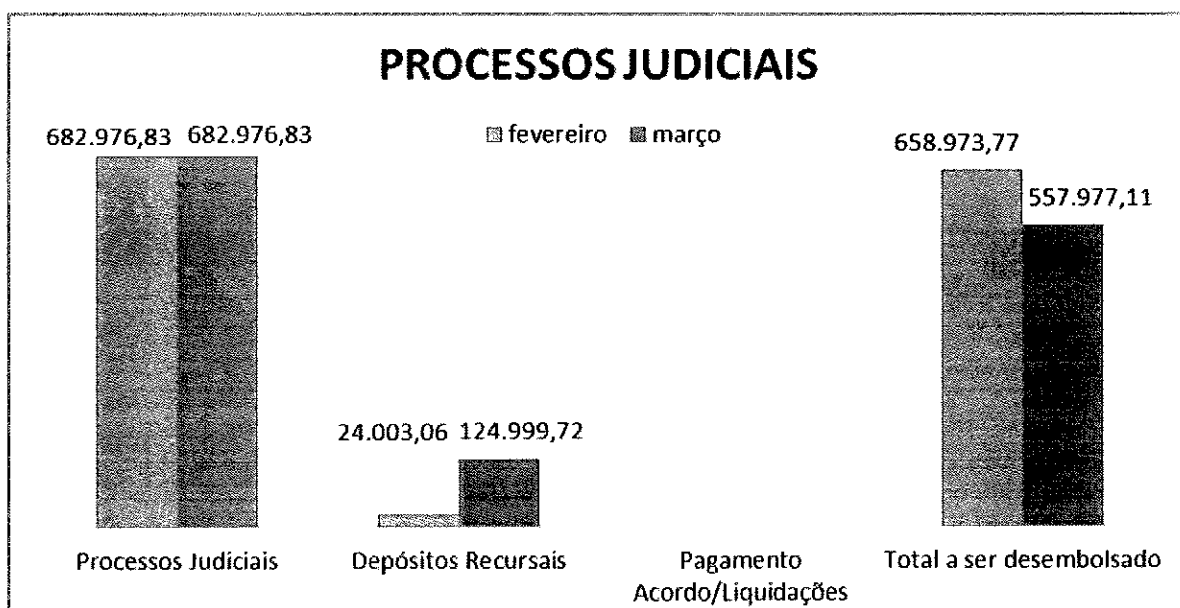 PROCESSOS JUDICIAIS
fevereiro março
682.976,83 682.976,83
24.003,06 124.999,72
658.973,77
557.977,11
Processos Judiciais
Depósitos Recursais
Pagamento
Acordo/Liquidações
Total a ser desembolsado